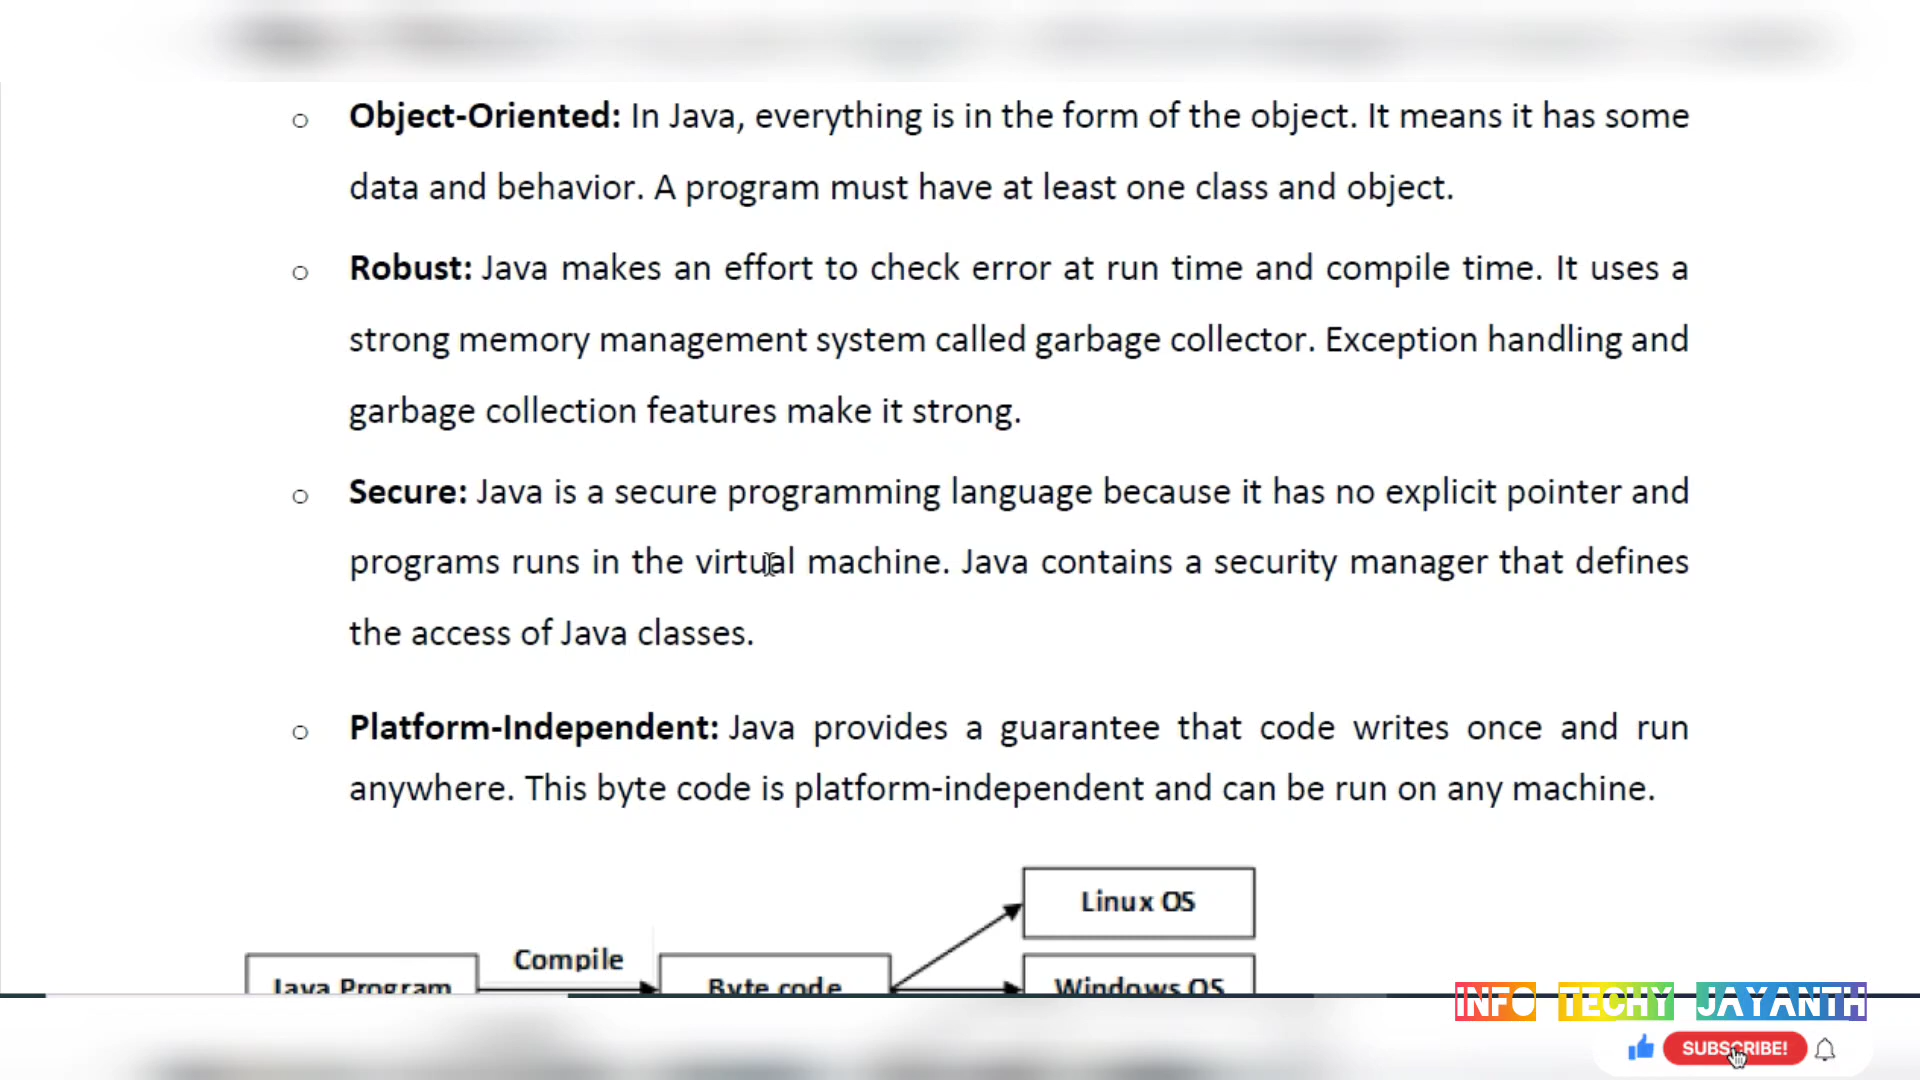 Object-Oriented: In Java, everything is in the form of the object. It means it has some
data and behavior. A program must have at least one class and object.
Robust: Java makes an effort to check error at run time and compile time. It uses a
strong memory management system called garbage collector. Exception handling and
garbage collection features make it strong.
Secure: Java is a secure programming language because it has no explicit pointer and
programs runs in the virtual machine. Java contains a security manager that defines
the access of Java classes.
Platform-Independent: Java provides a guarantee that code writes once and run
anywhere. This byte code is platform-independent and can be run on any machine.
Linux OS
Compile
Java Program
Byte code
Windows OS
INFO TECHY JAYANTH
SUBSCRIBE!